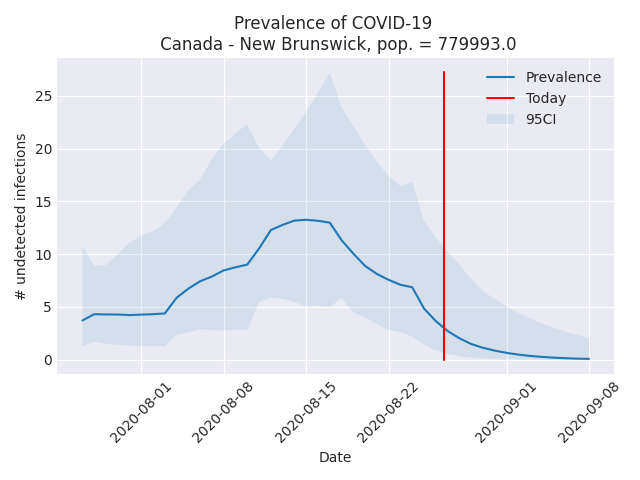 Prevalence of COVID-19
Canada - New Brunswick, pop. = 779993.0
Prevalence
Today
95CI
25
20
15
10
5
0
# undetected infections
2020-08-01
2020-08-08
2020-08-15
2020-08-22
2020-09-01
2020-09-08
Date